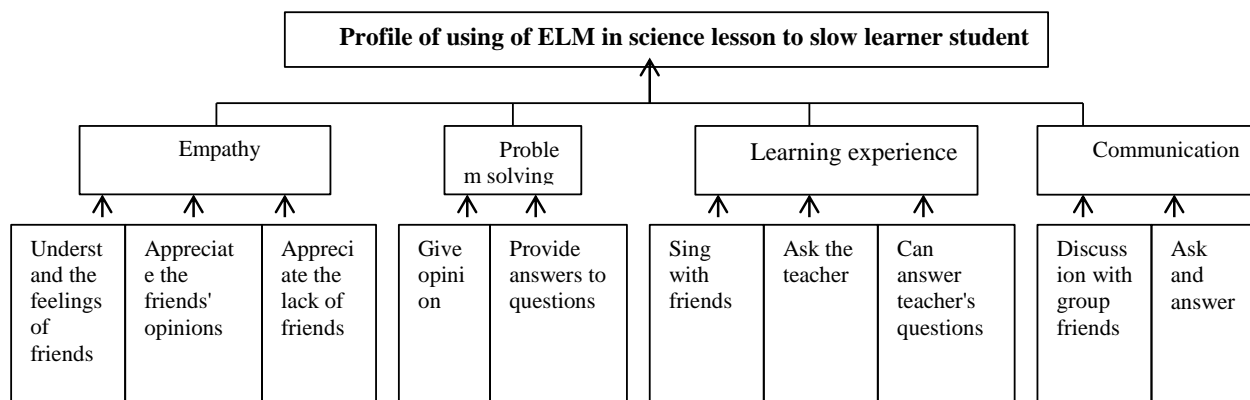 Profile of using of ELM in science lesson to slow learner student
Empathy
Proble
m solving
Learning experience
Communication
Underst
and the
feelings
of
friends
Appreciat
e the
friends'
opinions
Appreci
ate the
lack of
friends
Give
opini
on
Provide
answers to
questions
Sing
with
friends
Ask the
teacher
Can
answer
teacher's
questions
Discuss
ion with
group
friends
Ask
and
answer